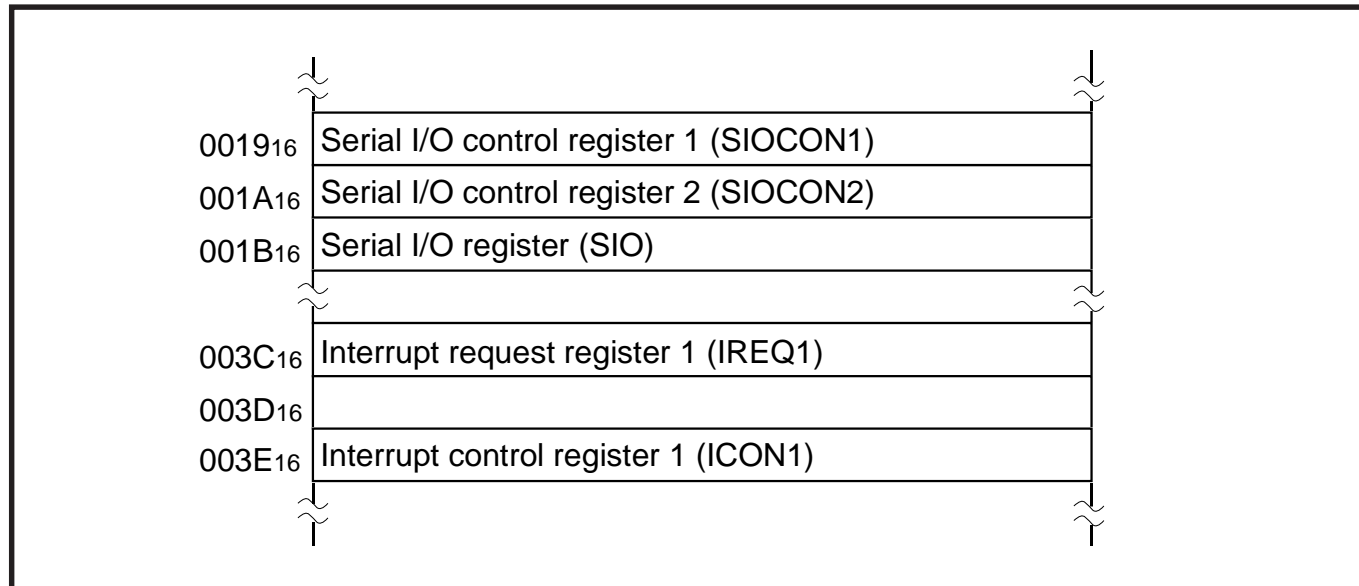 0019₁₆ Serial I/O control register 1 (SIOCON1)
001A₁₆ Serial I/O control register 2 (SIOCON2)
001B₁₆ Serial I/O register (SIO)
003C₁₆ Interrupt request register 1 (IREQ1)
003D₁₆
003E₁₆ Interrupt control register 1 (ICON1)